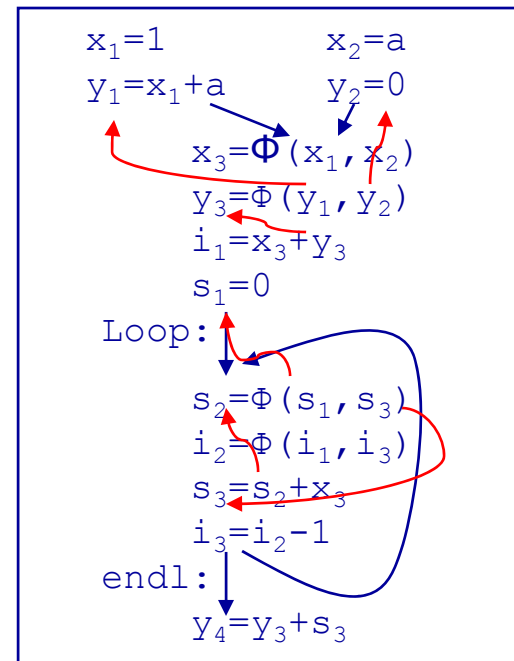 x₁=1 x₂=a
y₁=x₁+a y₂=0
x₃=Φ(x₁,x₂)
y₃=Φ(y₁,y₂)
i₁=x₃+y₃
s₁=0
Loop:
s₂=Φ(s₁,s₃)
i₂=Φ(i₁,i₃)
s₃=s₂+x₃
i₃=i₂-1
endl:
y₄=y₃+s₃